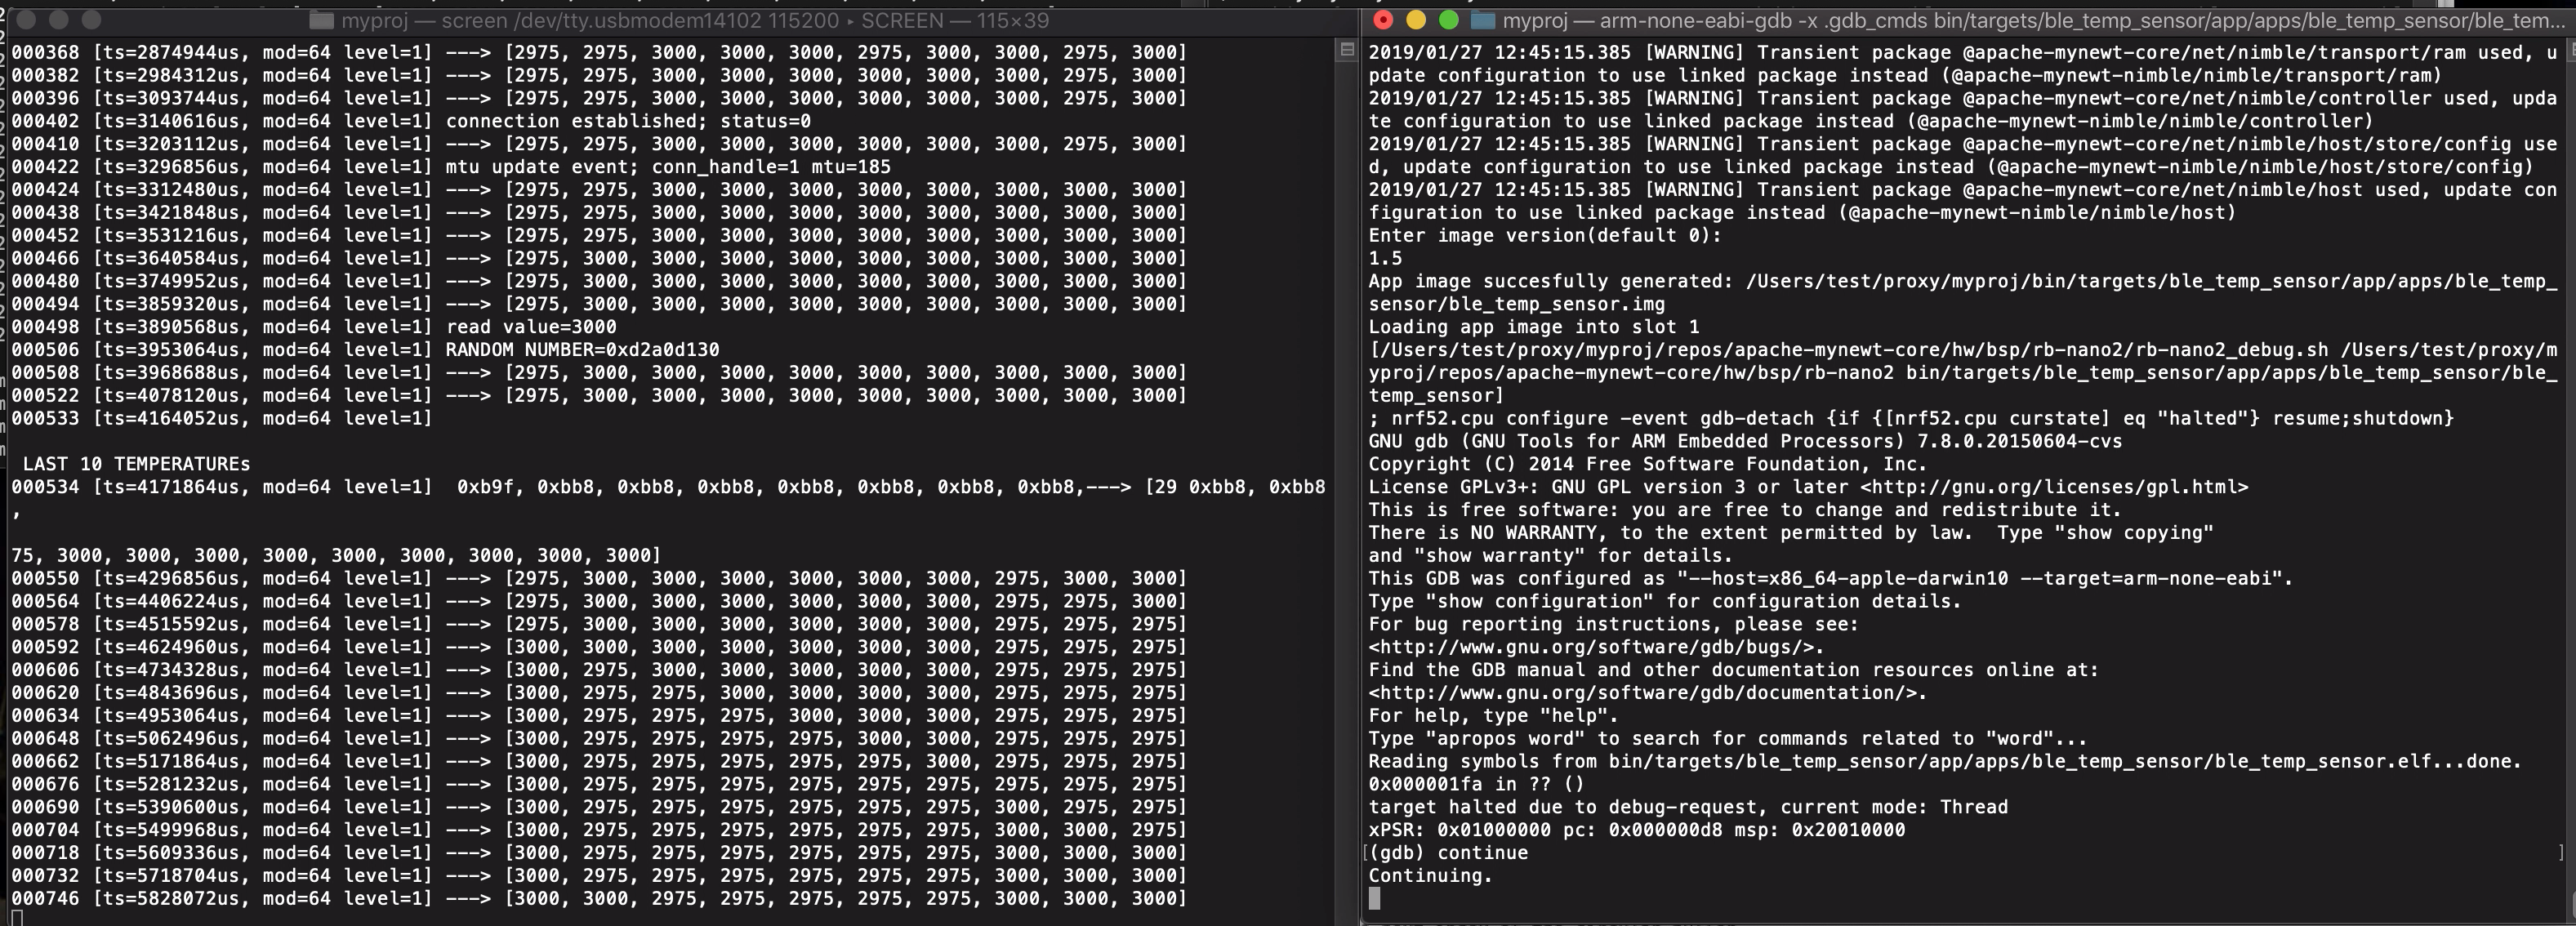 myproj — screen /dev/tty.usbmodem14102 115200 ▸ SCREEN — 115×39
000368 [ts=2874944us, mod=64 level=1] ---> [2975, 2975, 3000, 3000, 3000, 2975, 3000, 3000, 2975, 3000]
000382 [ts=2984312us, mod=64 level=1] ---> [2975, 2975, 3000, 3000, 3000, 3000, 3000, 3000, 2975, 3000]
000396 [ts=3093744us, mod=64 level=1] ---> [2975, 2975, 3000, 3000, 3000, 3000, 3000, 3000, 2975, 3000]
000402 [ts=3140616us, mod=64 level=1] connection established; status=0
000410 [ts=3203112us, mod=64 level=1] ---> [2975, 2975, 3000, 3000, 3000, 3000, 3000, 3000, 2975, 3000]
000422 [ts=3296856us, mod=64 level=1] mtu update event; conn_handle=1 mtu=185
000424 [ts=3312480us, mod=64 level=1] ---> [2975, 2975, 3000, 3000, 3000, 3000, 3000, 3000, 3000, 3000]
000438 [ts=3421848us, mod=64 level=1] ---> [2975, 2975, 3000, 3000, 3000, 3000, 3000, 3000, 3000, 3000]
000452 [ts=3531216us, mod=64 level=1] ---> [2975, 2975, 3000, 3000, 3000, 3000, 3000, 3000, 3000, 3000]
000466 [ts=3640584us, mod=64 level=1] ---> [2975, 3000, 3000, 3000, 3000, 3000, 3000, 3000, 3000, 3000]
000480 [ts=3749952us, mod=64 level=1] ---> [2975, 3000, 3000, 3000, 3000, 3000, 3000, 3000, 3000, 3000]
000494 [ts=3859320us, mod=64 level=1] ---> [2975, 3000, 3000, 3000, 3000, 3000, 3000, 3000, 3000, 3000]
000498 [ts=3890568us, mod=64 level=1] read value=3000
000506 [ts=3953064us, mod=64 level=1] RANDOM NUMBER=0xd2a0d130
000508 [ts=3968688us, mod=64 level=1] ---> [2975, 3000, 3000, 3000, 3000, 3000, 3000, 3000, 3000, 3000]
000522 [ts=4078120us, mod=64 level=1] ---> [2975, 3000, 3000, 3000, 3000, 3000, 3000, 3000, 3000, 3000]
000533 [ts=4164052us, mod=64 level=1]
LAST 10 TEMPERATUREs
000534 [ts=4171864us, mod=64 level=1]  0xb9f, 0xbb8, 0xbb8, 0xbb8, 0xbb8, 0xbb8, 0xbb8, 0xbb8,---> [29 0xbb8, 0xbb8
,
75, 3000, 3000, 3000, 3000, 3000, 3000, 3000, 3000, 3000]
000550 [ts=4296856us, mod=64 level=1] ---> [2975, 3000, 3000, 3000, 3000, 3000, 3000, 2975, 3000, 3000]
000564 [ts=4406224us, mod=64 level=1] ---> [2975, 3000, 3000, 3000, 3000, 3000, 3000, 2975, 2975, 3000]
000578 [ts=4515592us, mod=64 level=1] ---> [2975, 3000, 3000, 3000, 3000, 3000, 3000, 2975, 2975, 2975]
000592 [ts=4624960us, mod=64 level=1] ---> [3000, 3000, 3000, 3000, 3000, 3000, 3000, 2975, 2975, 2975]
000606 [ts=4734328us, mod=64 level=1] ---> [3000, 2975, 3000, 3000, 3000, 3000, 3000, 2975, 2975, 2975]
000620 [ts=4843696us, mod=64 level=1] ---> [3000, 2975, 2975, 3000, 3000, 3000, 3000, 2975, 2975, 2975]
000634 [ts=4953064us, mod=64 level=1] ---> [3000, 2975, 2975, 2975, 3000, 3000, 3000, 2975, 2975, 2975]
000648 [ts=5062496us, mod=64 level=1] ---> [3000, 2975, 2975, 2975, 2975, 3000, 3000, 2975, 2975, 2975]
000662 [ts=5171864us, mod=64 level=1] ---> [3000, 2975, 2975, 2975, 2975, 2975, 3000, 2975, 2975, 2975]
000676 [ts=5281232us, mod=64 level=1] ---> [3000, 2975, 2975, 2975, 2975, 2975, 2975, 2975, 2975, 2975]
000690 [ts=5390600us, mod=64 level=1] ---> [3000, 2975, 2975, 2975, 2975, 2975, 2975, 3000, 2975, 2975]
000704 [ts=5499968us, mod=64 level=1] ---> [3000, 2975, 2975, 2975, 2975, 2975, 2975, 3000, 3000, 2975]
000718 [ts=5609336us, mod=64 level=1] ---> [3000, 2975, 2975, 2975, 2975, 2975, 2975, 3000, 3000, 3000]
000732 [ts=5718704us, mod=64 level=1] ---> [3000, 2975, 2975, 2975, 2975, 2975, 2975, 3000, 3000, 3000]
000746 [ts=5828072us, mod=64 level=1] ---> [3000, 3000, 2975, 2975, 2975, 2975, 2975, 3000, 3000, 3000]
myproj — arm-none-eabi-gdb -x .gdb_cmds bin/targets/ble_temp_sensor/app/apps/ble_temp_sensor/ble_tem...
2019/01/27 12:45:15.385 [WARNING] Transient package @apache-mynewt-core/net/nimble/transport/ram used, u
pdate configuration to use linked package instead (@apache-mynewt-nimble/nimble/transport/ram)
2019/01/27 12:45:15.385 [WARNING] Transient package @apache-mynewt-core/net/nimble/controller used, upda
te configuration to use linked package instead (@apache-mynewt-nimble/nimble/controller)
2019/01/27 12:45:15.385 [WARNING] Transient package @apache-mynewt-core/net/nimble/host/store/config use
d, update configuration to use linked package instead (@apache-mynewt-nimble/nimble/host/store/config)
2019/01/27 12:45:15.385 [WARNING] Transient package @apache-mynewt-core/net/nimble/host used, update con
figuration to use linked package instead (@apache-mynewt-nimble/nimble/host)
Enter image version(default 0):
1.5
App image succesfully generated: /Users/test/proxy/myproj/bin/targets/ble_temp_sensor/app/apps/ble_temp_
sensor/ble_temp_sensor.img
Loading app image into slot 1
[/Users/test/proxy/myproj/repos/apache-mynewt-core/hw/bsp/rb-nano2/rb-nano2_debug.sh /Users/test/proxy/m
yproj/repos/apache-mynewt-core/hw/bsp/rb-nano2 bin/targets/ble_temp_sensor/app/apps/ble_temp_sensor/ble_
temp_sensor]
; nrf52.cpu configure -event gdb-detach {if {[nrf52.cpu curstate] eq "halted"} resume;shutdown}
GNU gdb (GNU Tools for ARM Embedded Processors) 7.8.0.20150604-cvs
Copyright (C) 2014 Free Software Foundation, Inc.
License GPLv3+: GNU GPL version 3 or later <http://gnu.org/licenses/gpl.html>
This is free software: you are free to change and redistribute it.
There is NO WARRANTY, to the extent permitted by law.  Type "show copying"
and "show warranty" for details.
This GDB was configured as "--host=x86_64-apple-darwin10 --target=arm-none-eabi".
Type "show configuration" for configuration details.
For bug reporting instructions, please see:
<http://www.gnu.org/software/gdb/bugs/>.
Find the GDB manual and other documentation resources online at:
<http://www.gnu.org/software/gdb/documentation/>.
For help, type "help".
Type "apropos word" to search for commands related to "word"...
Reading symbols from bin/targets/ble_temp_sensor/app/apps/ble_temp_sensor/ble_temp_sensor.elf...done.
0x000001fa in ?? ()
target halted due to debug-request, current mode: Thread
xPSR: 0x01000000 pc: 0x000000d8 msp: 0x20010000
[(gdb) continue ]
Continuing.